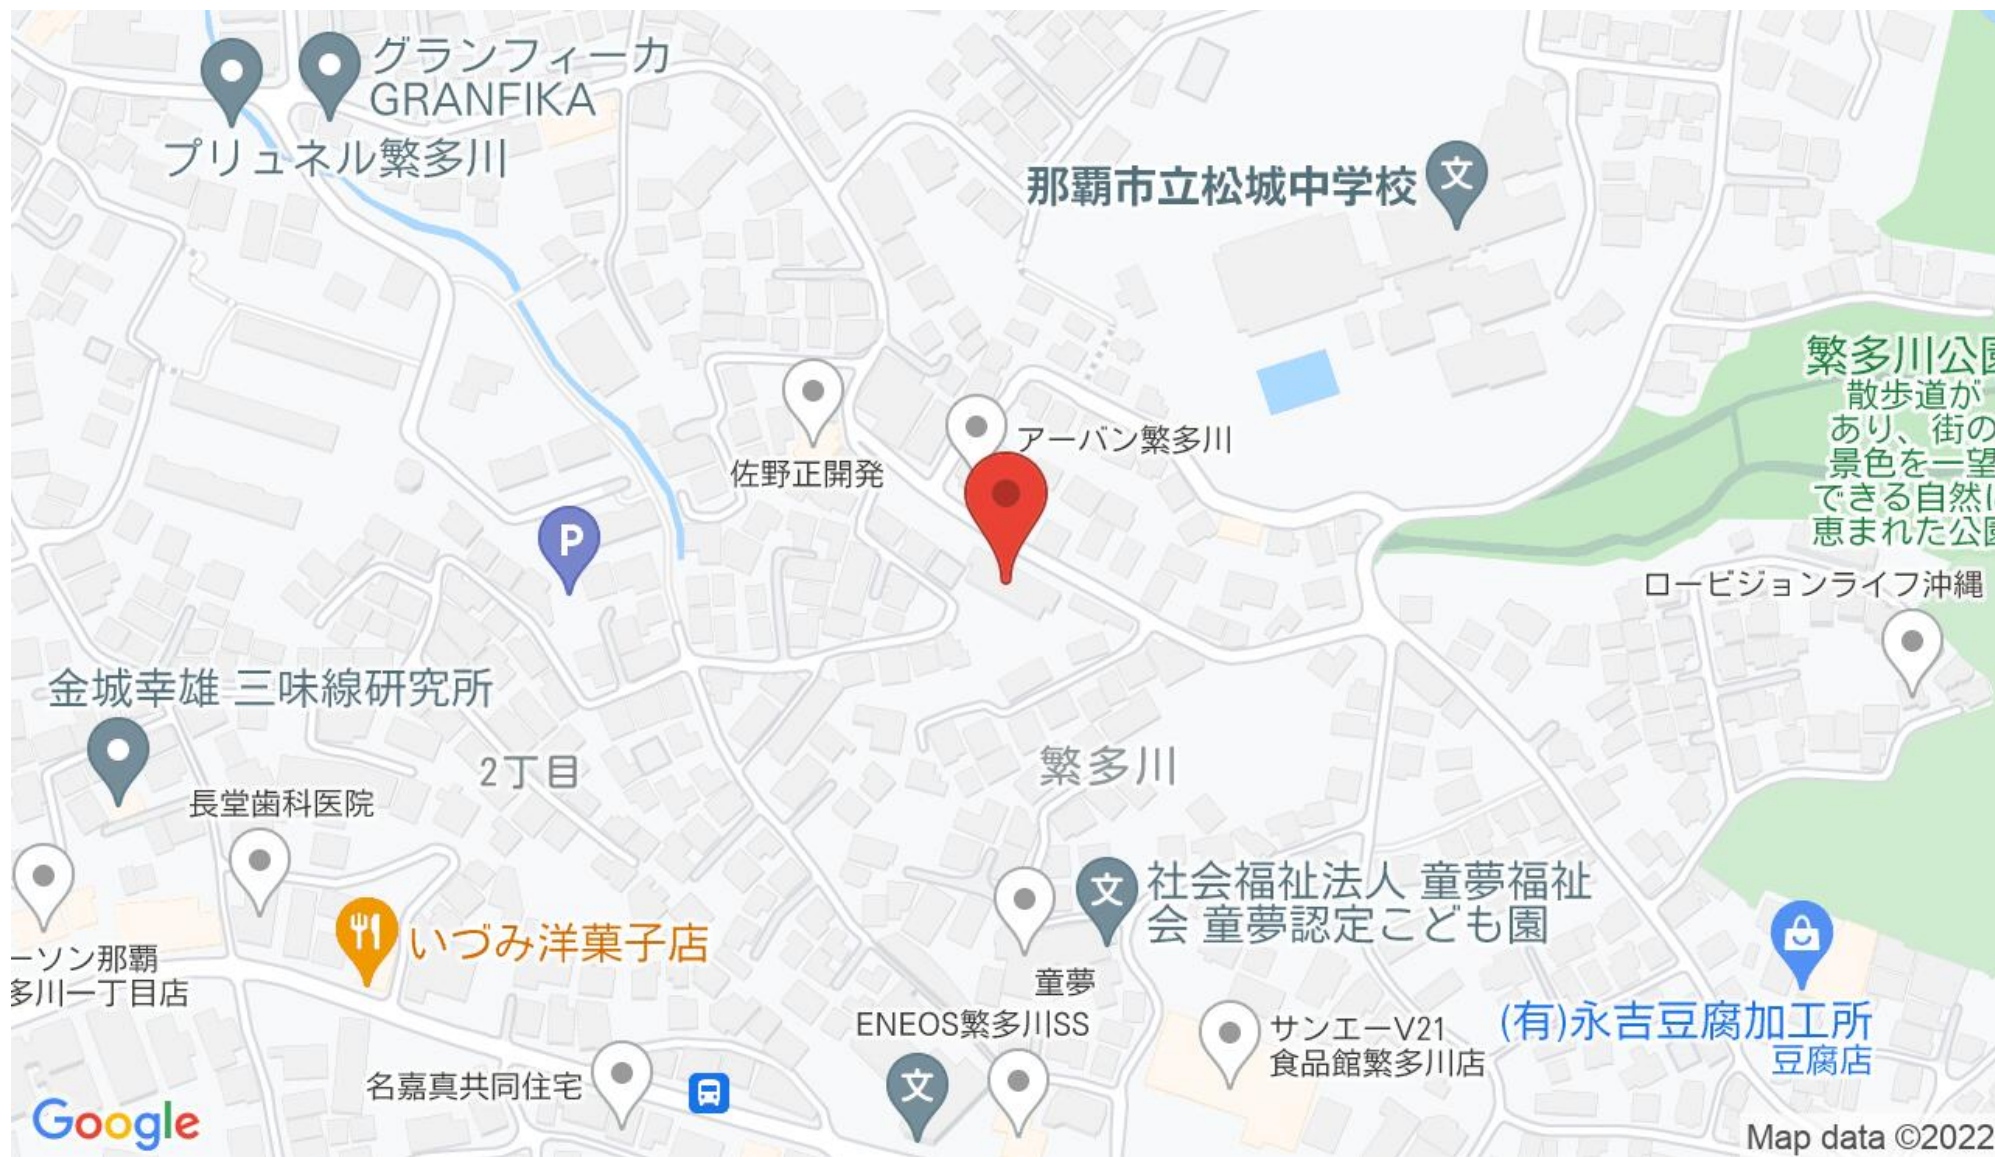 グランフィーカ
GRANFIKA
プリュネル繁多川
那覇市立松城中学校
文
繁多川公園
散歩道が
あり、街の
景色を一望
できる自然に
恵まれた公園
アーバン繁多川
佐野正開発
P
ロービジョンライフ沖縄
金城幸雄 三味線研究所
2丁目
繁多川
長堂歯科医院
文
社会福祉法人 童夢福祉
会 童夢認定こども園
いづみ洋菓子店
ーソン那覇
多川一丁目店
童夢
ENEOS繁多川SS
サンエーV21
食品館繁多川店
(有)永吉豆腐加工所
豆腐店
名嘉真共同住宅
文
Google
Map data ©2022